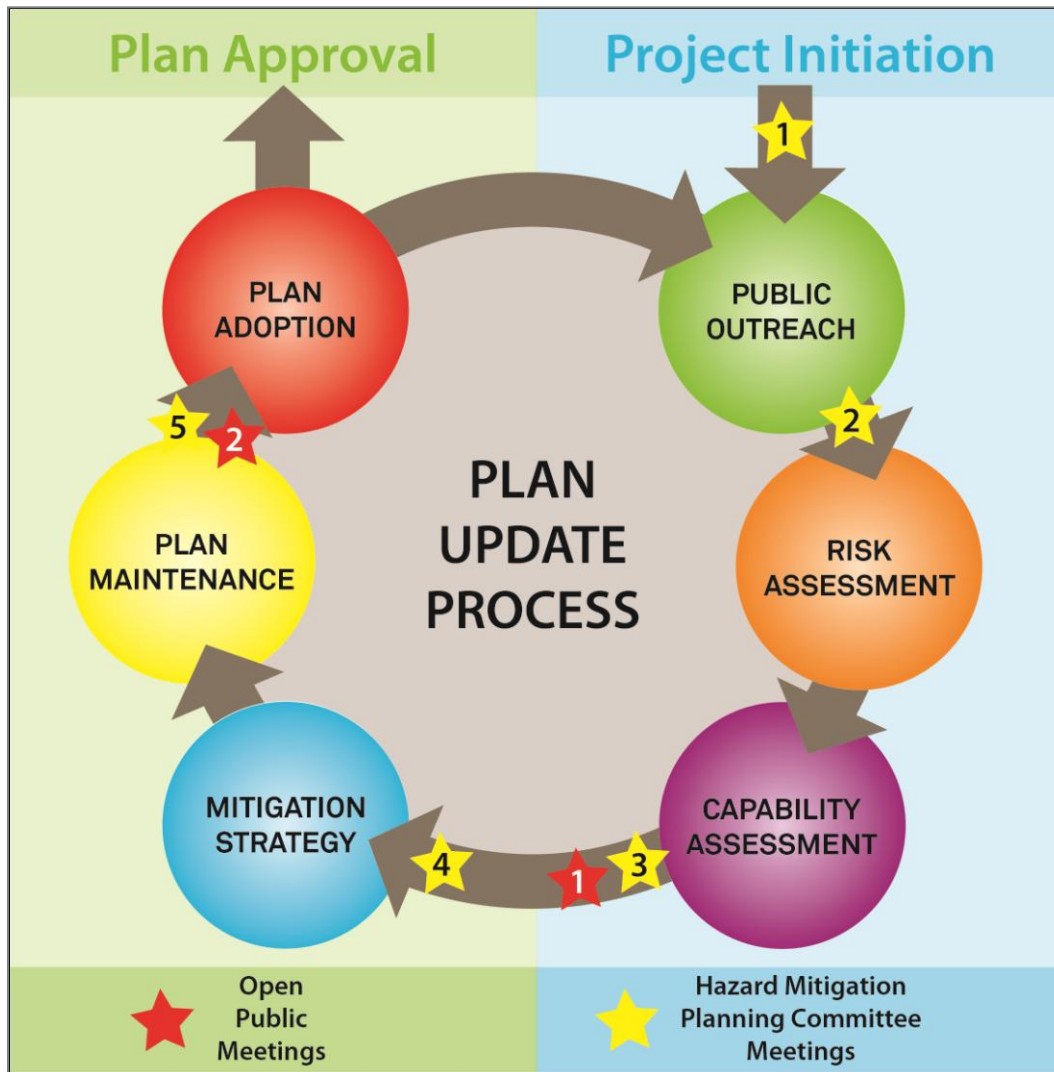 Plan Approval
Project Initiation
1
PLAN
ADOPTION
PUBLIC
OUTREACH
5
2
2
PLAN
UPDATE
PROCESS
PLAN
MAINTENANCE
RISK
ASSESSMENT
MITIGATION
STRATEGY
CAPABILITY
ASSESSMENT
4
1
3
Open
Public
Meetings
Hazard Mitigation
Planning Committee
Meetings